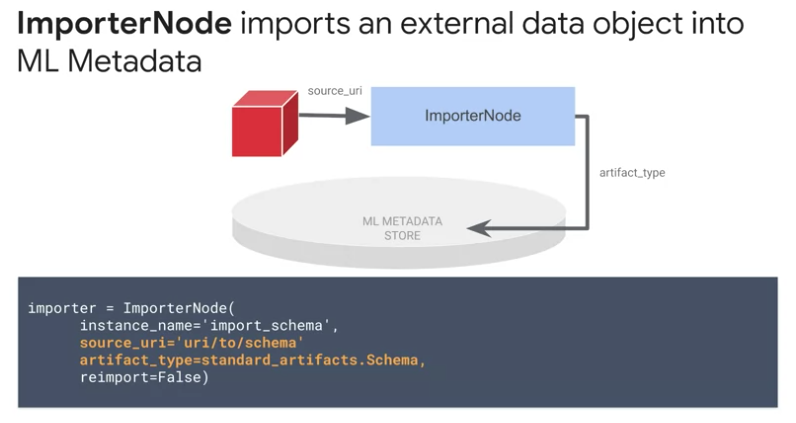 ImporterNode imports an external data object into
ML Metadata
source_uri
ImporterNode
artifact_type
ML METADATA
STORE
importer = ImporterNode(
instance_name='import_schema',
source_uri='uri/to/schema'
artifact_type=standard_artifacts.Schema,
reimport=False)